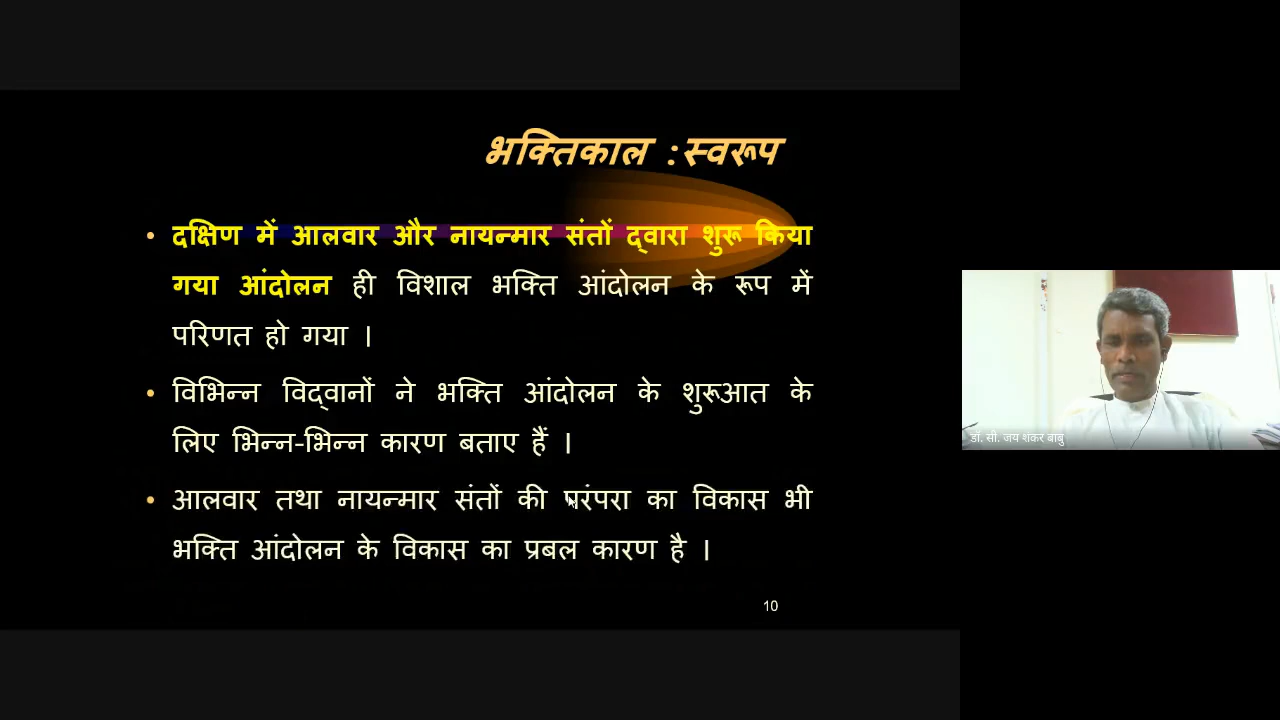 भक्तिकाल :स्वरूप
• दक्षिण में आलवार और नायन्मार संतों द्वारा शुरू किया
गया आंदोलन ही विशाल भक्ति आंदोलन के रूप में
परिणत हो गया ।
• विभिन्न विद्वानों ने भक्ति आंदोलन के शुरूआत के
लिए भिन्न-भिन्न कारण बताए हैं ।
• आलवार तथा नायन्मार संतों की परंपरा का विकास भी
भक्ति आंदोलन के विकास का प्रबल कारण है ।
10
डॉ. सी. जय शंकर बाबु